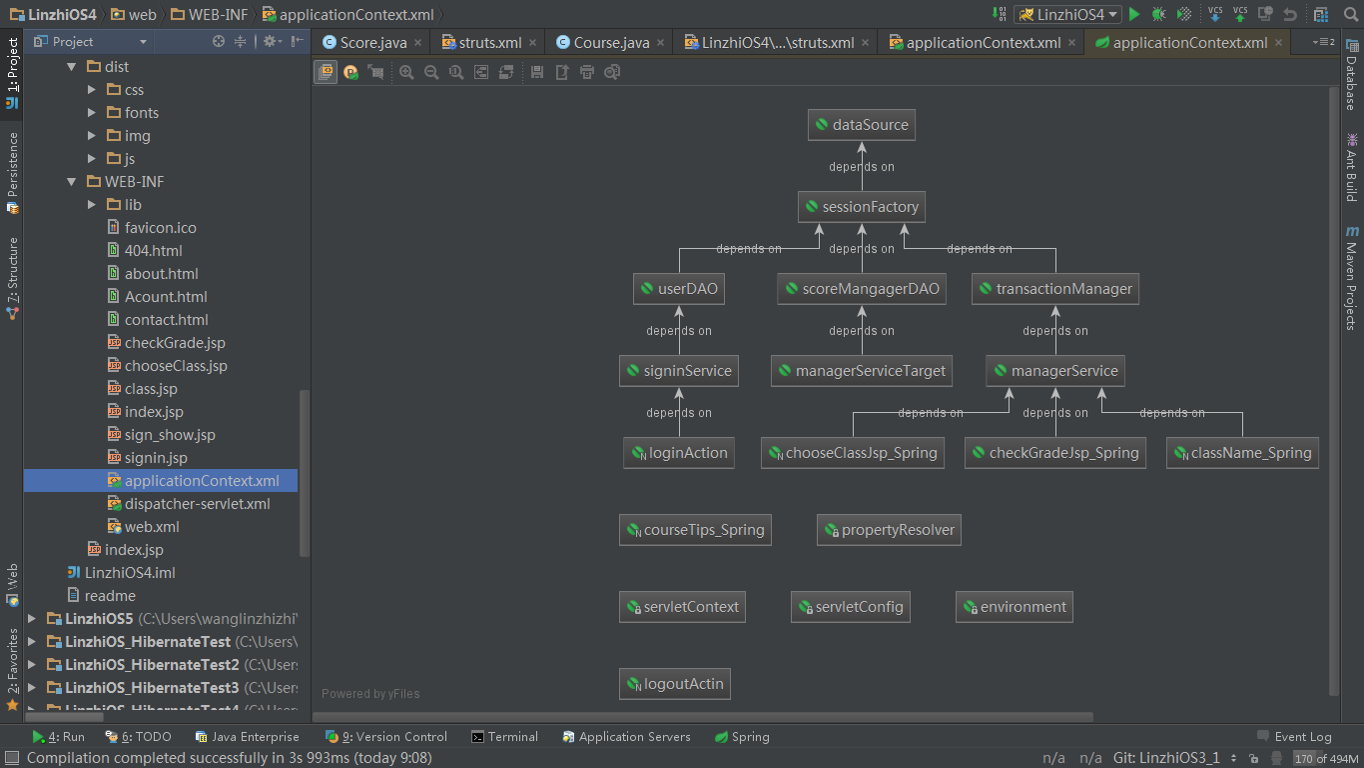 LinzhiOS4 web WEB-INF applicationContext.xml LinzhiOS4 VCS VCS
Project Score.java struts.xml Course.java LinzhiOS4\...\struts.xml applicationContext.xml applicationContext.xml
1: Project
Persistence
7: Structure
Web
2: Favorites
dist
css
fonts
img
js
WEB-INF
lib
favicon.ico
404.html
about.html
Acount.html
contact.html
checkGrade.jsp
chooseClass.jsp
class.jsp
index.jsp
sign_show.jsp
signin.jsp
applicationContext.xml
dispatcher-servlet.xml
web.xml
index.jsp
LinzhiOS4.iml
readme
LinzhiOS5 (C:\Users\wanglinzhizhi\
LinzhiOS_HibernateTest (C:\Users\
LinzhiOS_HibernateTest2 (C:\User
LinzhiOS_HibernateTest3 (C:\User
LinzhiOS_HibernateTest4 (C:\User
dataSource
depends on
sessionFactory
depends on depends on depends on
userDAO scoreMangagerDAO transactionManager
depends on depends on depends on
signinService managerServiceTarget managerService
depends on depends on depends on depends on
loginAction chooseClassJsp_Spring checkGradeJsp_Spring className_Spring
courseTips_Spring propertyResolver
servletContext servletConfig environment
logoutActin
Powered by yFiles
Database
Ant Build
Maven Projects
4: Run 6: TODO Java Enterprise 9: Version Control Terminal Application Servers Spring Event Log
Compilation completed successfully in 3s 993ms (today 9:08) n/a n/a Git: LinzhiOS3_1 170 of 494M